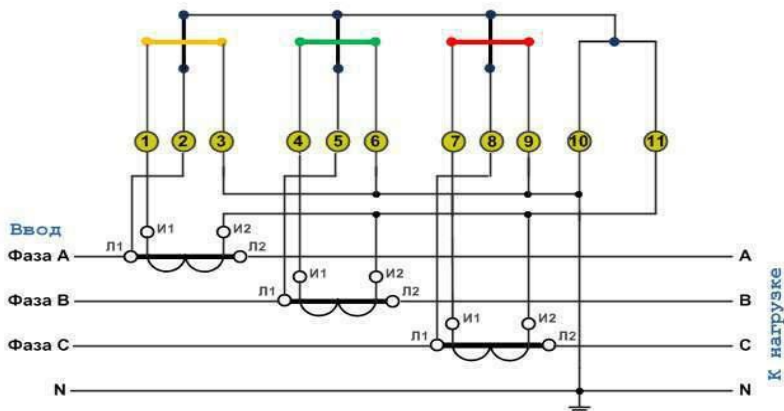 1 2 3 4 5 6 7 8 9 10 11
Ввод
И1 И2
Л1 Л2
Фаза А А
И1 И2
Л1 Л2
Фаза В В
И1 И2
Л1 Л2
Фаза С С
N N
К нагрузке